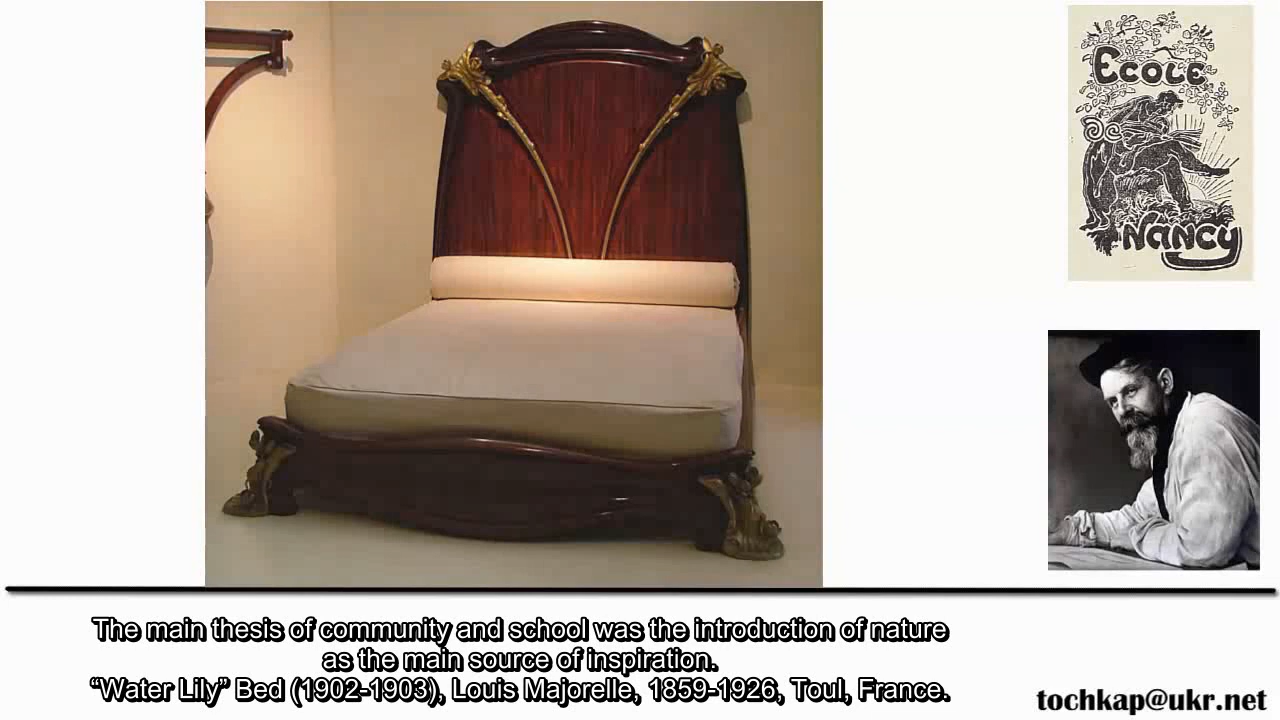 Ecole
de
Nancy
The main thesis of community and school was the introduction of nature
as the main source of inspiration.
“Water Lily” Bed (1902-1903), Louis Majorelle, 1859-1926, Toul, France.
tochkap@ukr.net